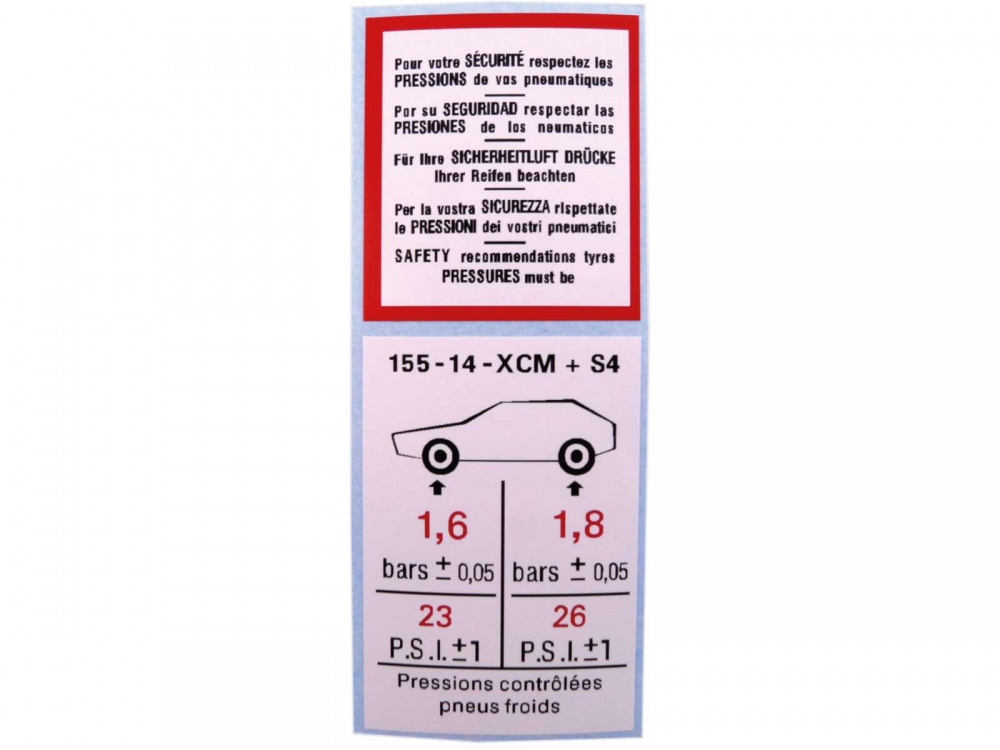 Pour votre SÉCURITÉ respectez les
PRESSIONS de vos pneumatiques
Por su SEGURIDAD respectar las
PRESIONES de los neumaticos
Für Ihre SICHERHEITLUFT DRÜCKE
Ihrer Reifen beachten
Per la vostra SICUREZZA rispettate
le PRESSIONI dei vostri pneumatici
SAFETY recommendations tyres
PRESSURES must be
155-14-XCM + S4
1,6 1,8
bars ± 0,05 bars ± 0,05
23 26
P.S.I. ±1 P.S.I. ±1
Pressions contrôlées
pneus froids